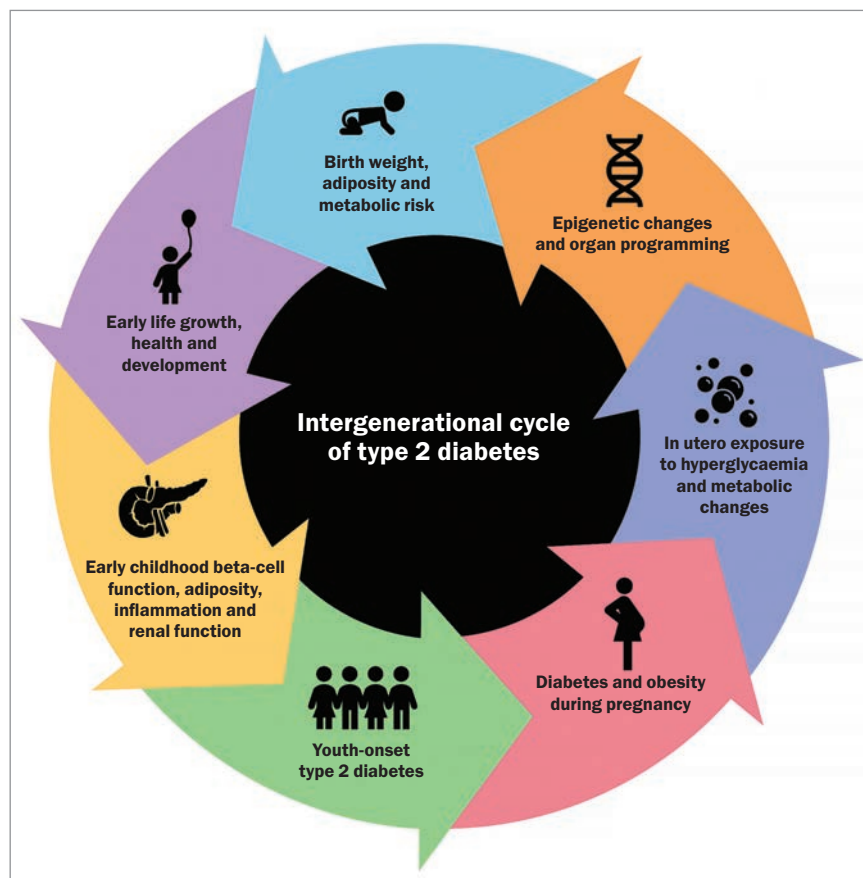 Birth weight,
adiposity and
metabolic risk
Epigenetic changes
and organ programming
Early life growth,
health and
development
Intergenerational cycle
of type 2 diabetes
In utero exposure
to hyperglycaemia
and metabolic
changes
Early childhood beta-cell
function, adiposity,
inflammation and
renal function
Diabetes and obesity
during pregnancy
Youth-onset
type 2 diabetes